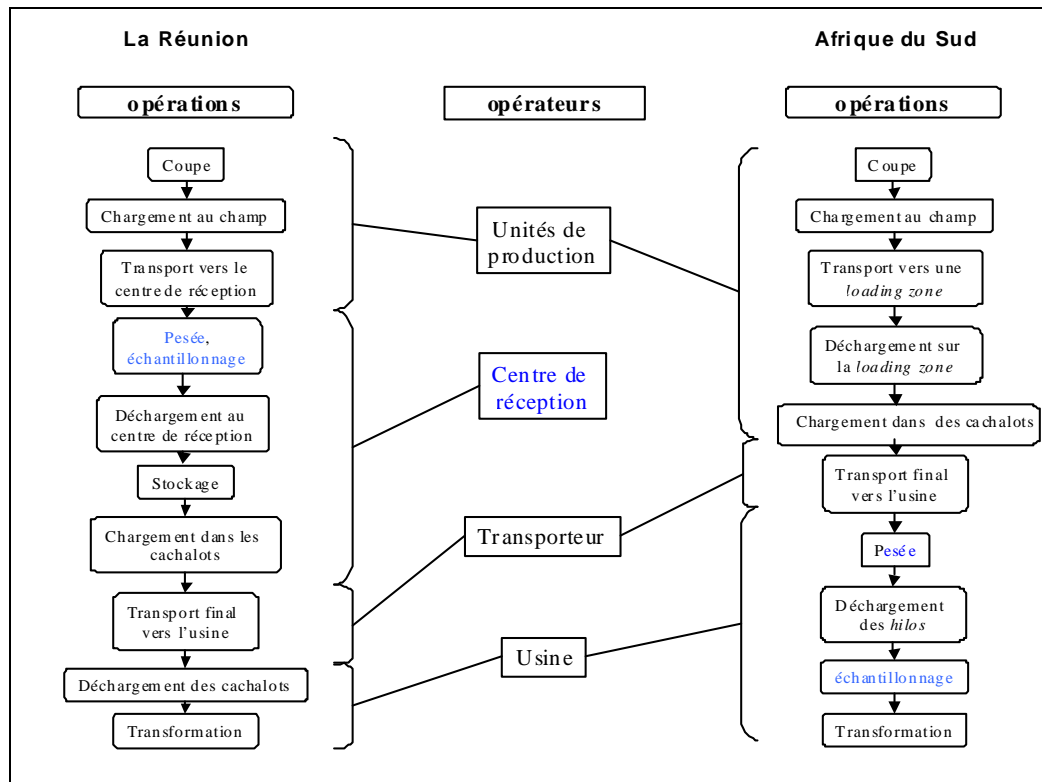 La Réunion
Afrique du Sud
opérations
opérateurs
opérations
Coupe
Chargement au champ
Transport vers le
centre de réception
Pesée,
échantillonnage
Déchargement au
centre de réception
Stockage
Chargement dans les
cachalots
Transport final
vers l'usine
Déchargement des cachalots
Transformation
Unités de
production
Centre de
réception
Transporteur
Usine
Coupe
Chargement au champ
Transport vers une
loading zone
Déchargement sur
la loading zone
Chargement dans des cachalots
Transport final
vers l'usine
Pesée
Déchargement
des hilos
échantillonnage
Transformation